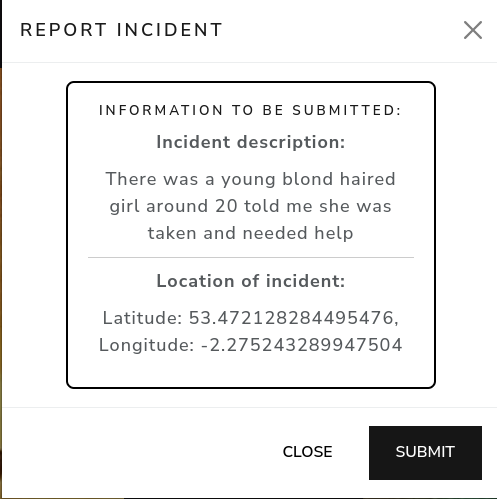 REPORT INCIDENT
INFORMATION TO BE SUBMITTED:
Incident description:
There was a young blond haired
girl around 20 told me she was
taken and needed help
Location of incident:
Latitude: 53.472128284495476,
Longitude: -2.275243289947504
CLOSE
SUBMIT